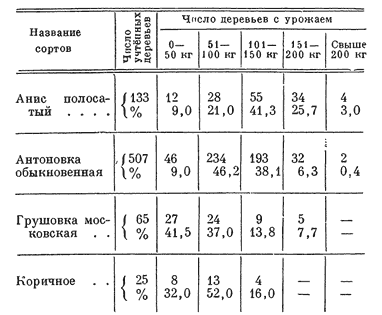 Название сортов | Число учтённых деревьев | Число деревьев с урожаем
0—50 кг | 51—100 кг | 101—150 кг | 151—200 кг | Свыше 200 кг
Анис полоса- { 133 12 28 55 34 4
тый . . . . { % 9,0 21,0 41,3 25,7 3,0
Антоновка { 507 46 234 193 32 2
обыкновенная { % 9,0 46,2 38,1 6,3 0,4
Грушовка мос- { 65 27 24 9 5 —
ковская . . { % 41,5 37,0 13,8 7,7 —
Коричное . . { 25 8 13 4 — —
{ % 32,0 52,0 16,0 — —